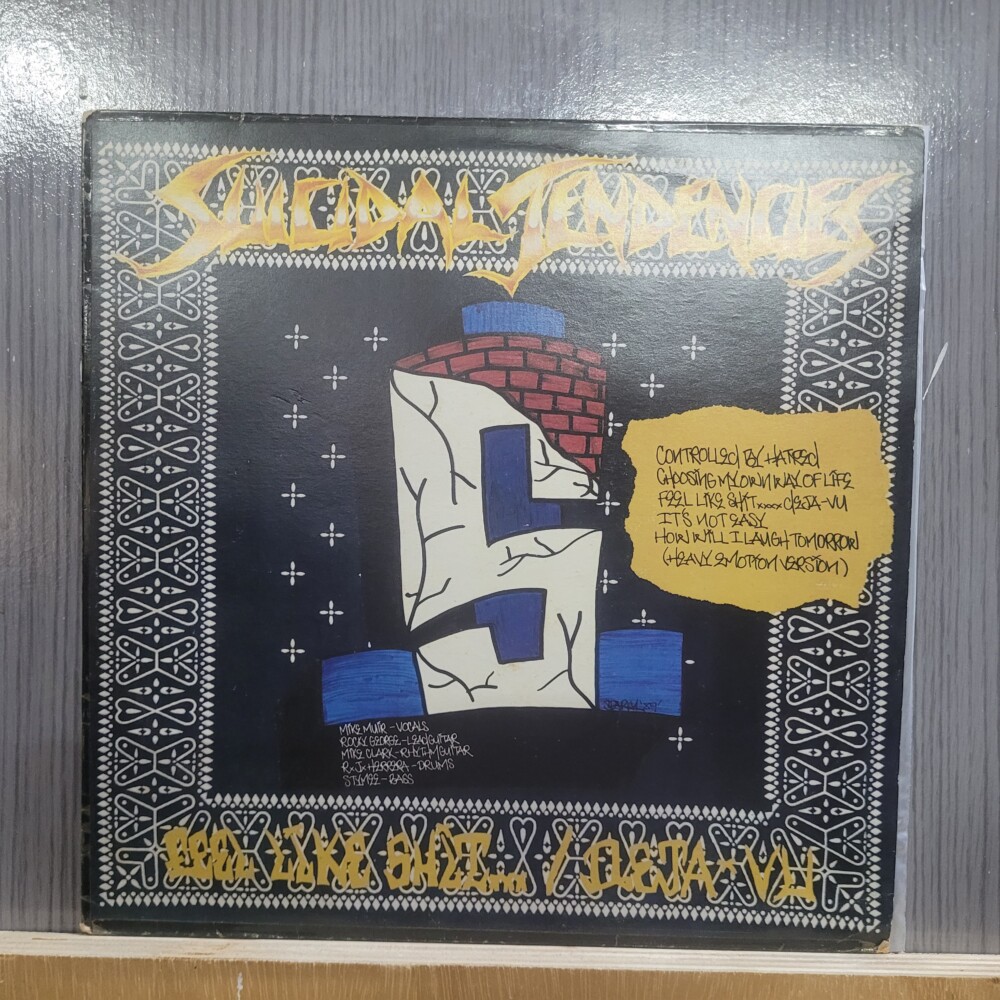 SUICIDAL TENDENCIES
CONTROLLED BY HATRED
CHOOSING MY OWN WAY OF LIFE
FEEL LIKE SHIT xxxx DEJA-VU
IT'S NOT EASY
HOW WILL I LAUGH TOMORROW
(HEAVY EMOTION VERSION)
MIKE MUIR - VOCALS
ROCKY GEORGE - LEAD GUITAR
MIKE CLARK - RHYTHM GUITAR
RxJx HERRERA - DRUMS
STYMEE - BASS
FEEL LIKE SHIT... / DEJA-VU